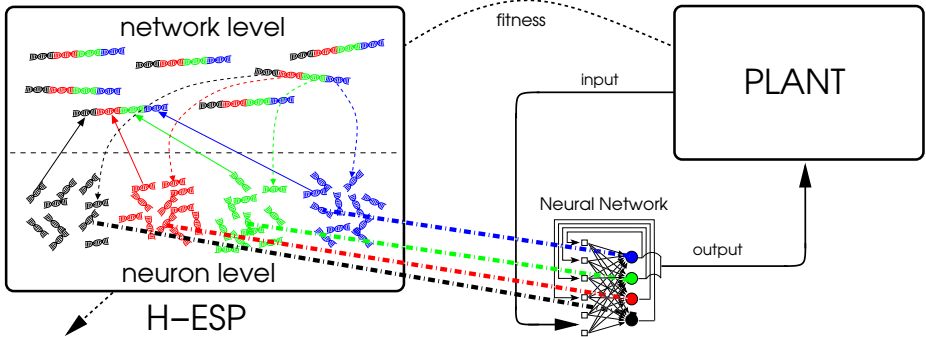 network level
fitness
PLANT
input
Neural Network
output
neuron level
H–ESP